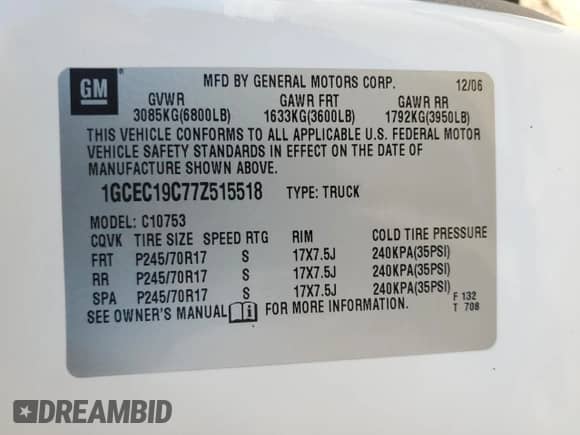 GM
MFD BY GENERAL MOTORS CORP. 12/06
GVWR GAWR FRT GAWR RR
3085KG(6800LB) 1633KG(3600LB) 1792KG(3950LB)
THIS VEHICLE CONFORMS TO ALL APPLICABLE U.S. FEDERAL MOTOR
VEHICLE SAFETY STANDARDS IN EFFECT ON THE DATE OF
MANUFACTURE SHOWN ABOVE.
1GCEC19C77Z515518 TYPE: TRUCK
MODEL: C10753
CQVK TIRE SIZE SPEED RTG RIM COLD TIRE PRESSURE
FRT P245/70R17 S 17X7.5J 240KPA(35PSI)
RR P245/70R17 S 17X7.5J 240KPA(35PSI)
SPA P245/70R17 S 17X7.5J 240KPA(35PSI)
SEE OWNER'S MANUAL FOR MORE INFORMATION.
F 132
T 708
DREAMBID